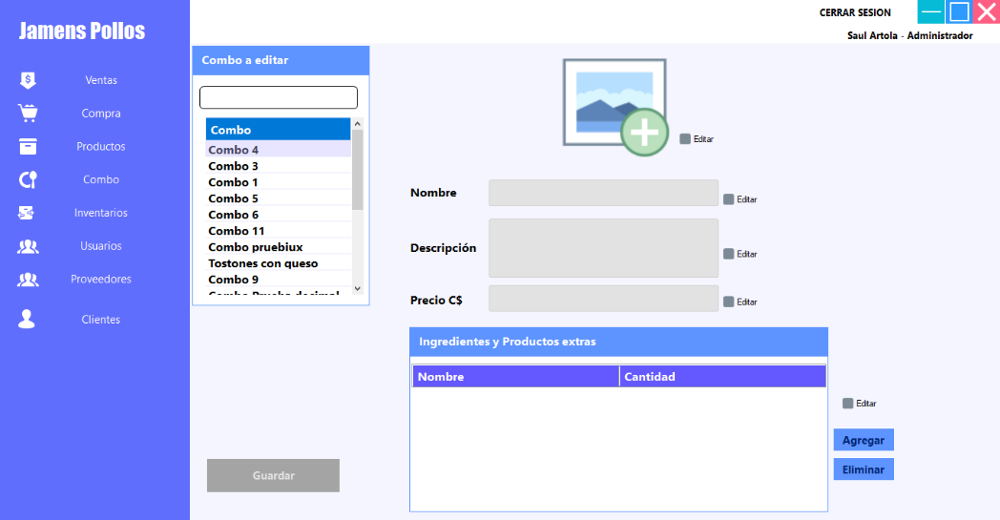 CERRAR SESION
Saul Artola - Administrador
Jamens Pollos
Ventas
Compra
Productos
Combo
Inventarios
Usuarios
Proveedores
Clientes
Combo a editar
Combo
Combo 4
Combo 3
Combo 1
Combo 5
Combo 6
Combo 11
Combo pruebiux
Tostones con queso
Combo 9
Combo Prueba decimal
Guardar
Editar
Nombre
Editar
Descripción
Editar
Precio C$
Editar
Ingredientes y Productos extras
Nombre Cantidad
Editar
Agregar
Eliminar